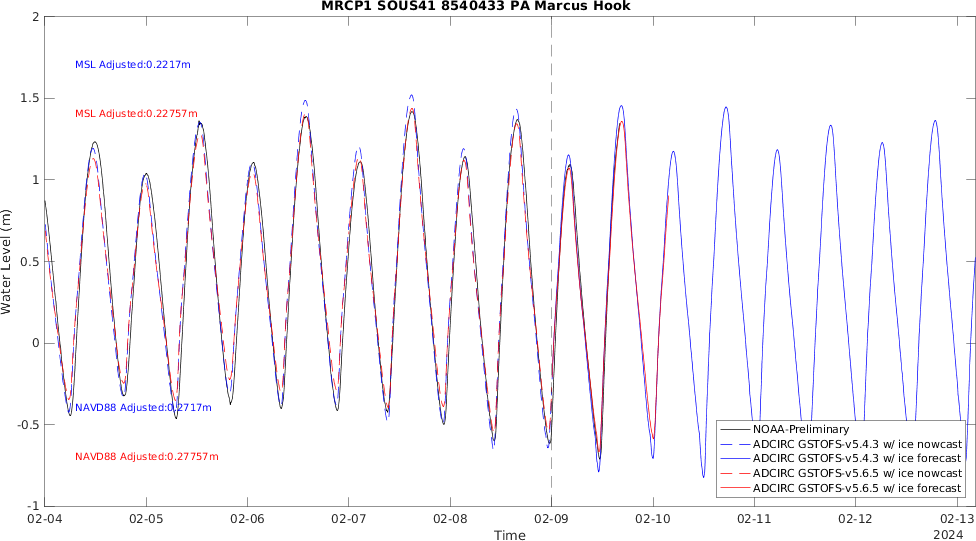 MRCP1 SOUS41 8540433 PA Marcus Hook
Water Level (m)
2
1.5
1
0.5
0
-0.5
-1
MSL Adjusted:0.2217m
MSL Adjusted:0.22757m
NAVD88 Adjusted:0.2717m
NAVD88 Adjusted:0.27757m
NOAA-Preliminary
ADCIRC GSTOFS-v5.4.3 w/ ice nowcast
ADCIRC GSTOFS-v5.4.3 w/ ice forecast
ADCIRC GSTOFS-v5.6.5 w/ ice nowcast
ADCIRC GSTOFS-v5.6.5 w/ ice forecast
02-04 02-05 02-06 02-07 02-08 02-09 02-10 02-11 02-12 02-13
Time
2024